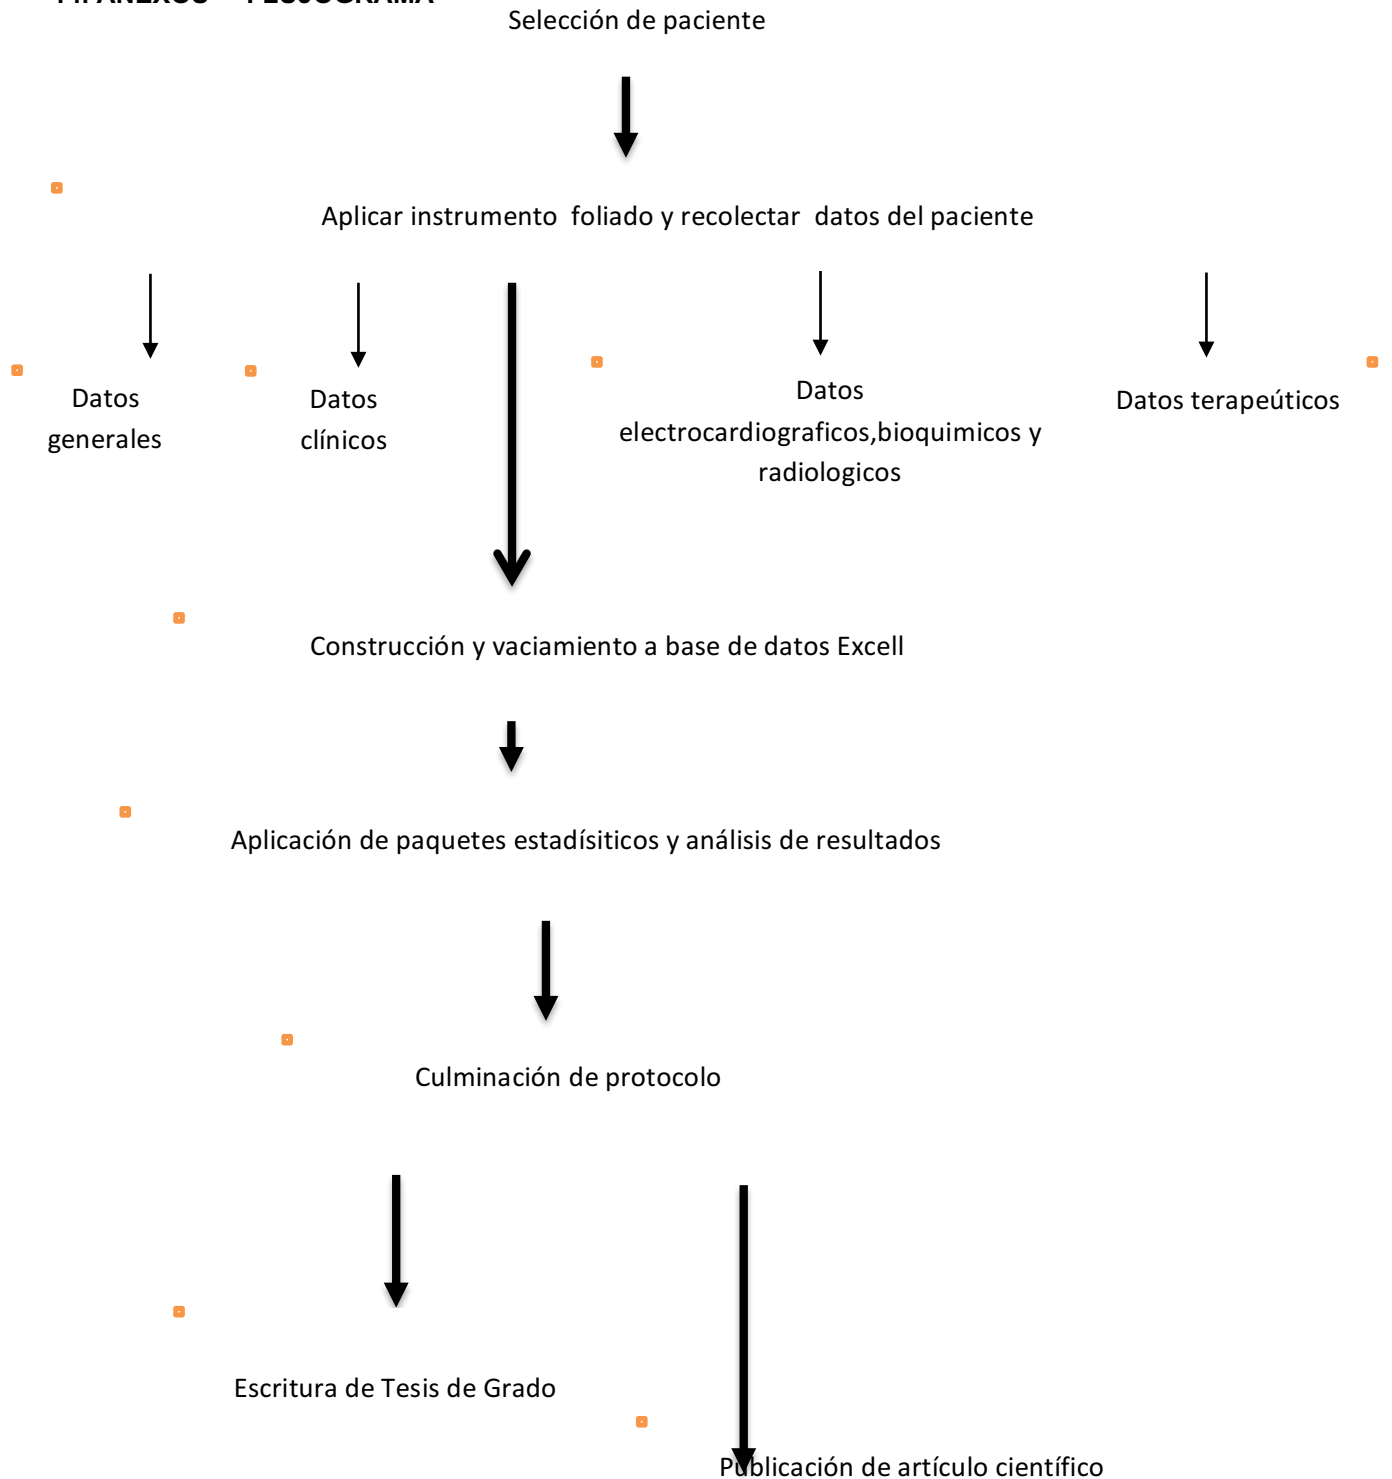 ANEXOS FLUJOGRAMA
Selección de paciente
Aplicar instrumento foliado y recolectar datos del paciente
Datos
generales
Datos
clínicos
Datos
electrocardiograficos,bioquimicos y
radiologicos
Datos terapeúticos
Construcción y vaciamiento a base de datos Excell
Aplicación de paquetes estadísiticos y análisis de resultados
Culminación de protocolo
Escritura de Tesis de Grado
Publicación de artículo científico